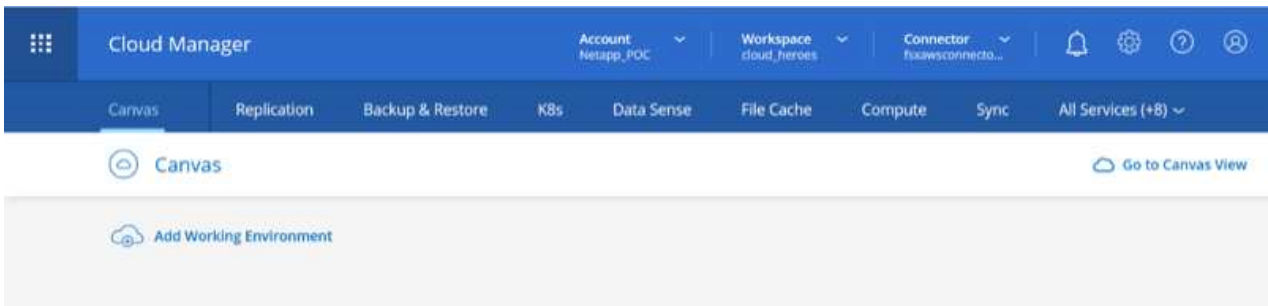 Cloud Manager
Account
Netapp_POC
Workspace
cloud_heroes
Connector
fsxawsconnecto...
Canvas Replication Backup & Restore K8s Data Sense File Cache Compute Sync All Services (+8)
Canvas
Go to Canvas View
Add Working Environment